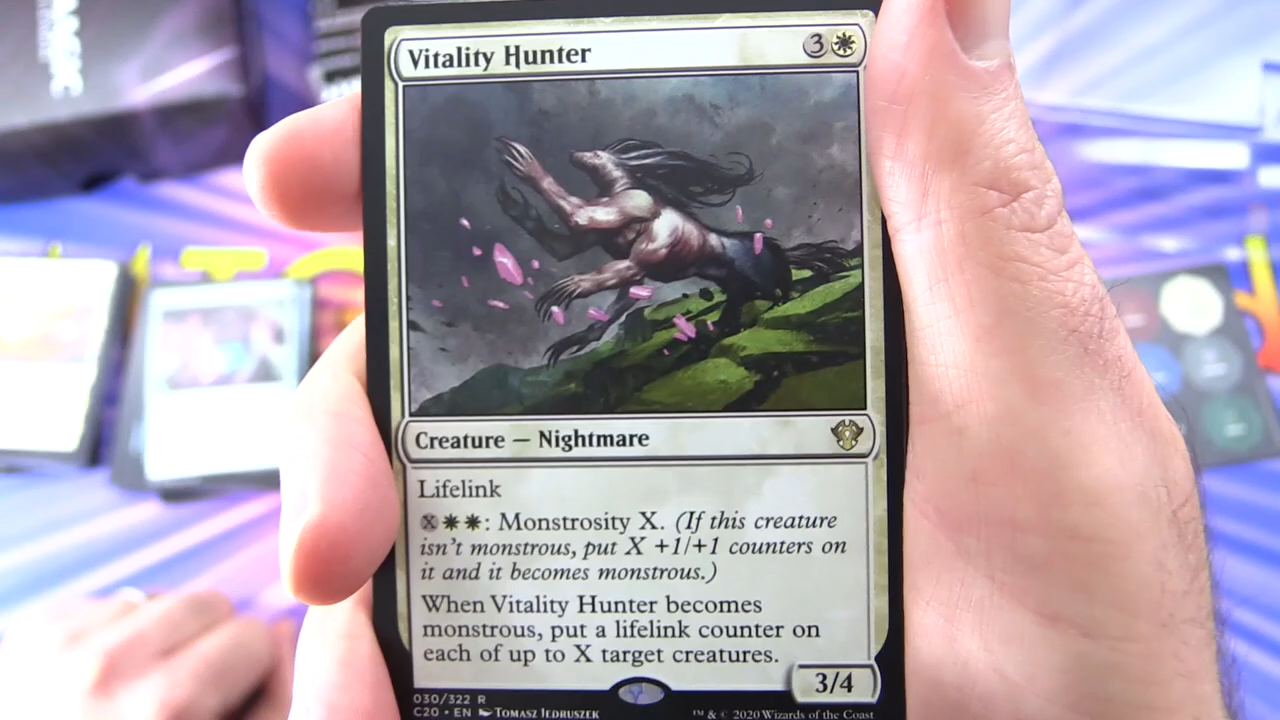 Vitality Hunter 3
Creature — Nightmare
Lifelink
X: Monstrosity X. (If this creature
isn't monstrous, put X +1/+1 counters on
it and it becomes monstrous.)
When Vitality Hunter becomes
monstrous, put a lifelink counter on
each of up to X target creatures.
3/4
030/322 R
C20 • EN Tomasz Jedruszek
™ & © 2020 Wizards of the Coast